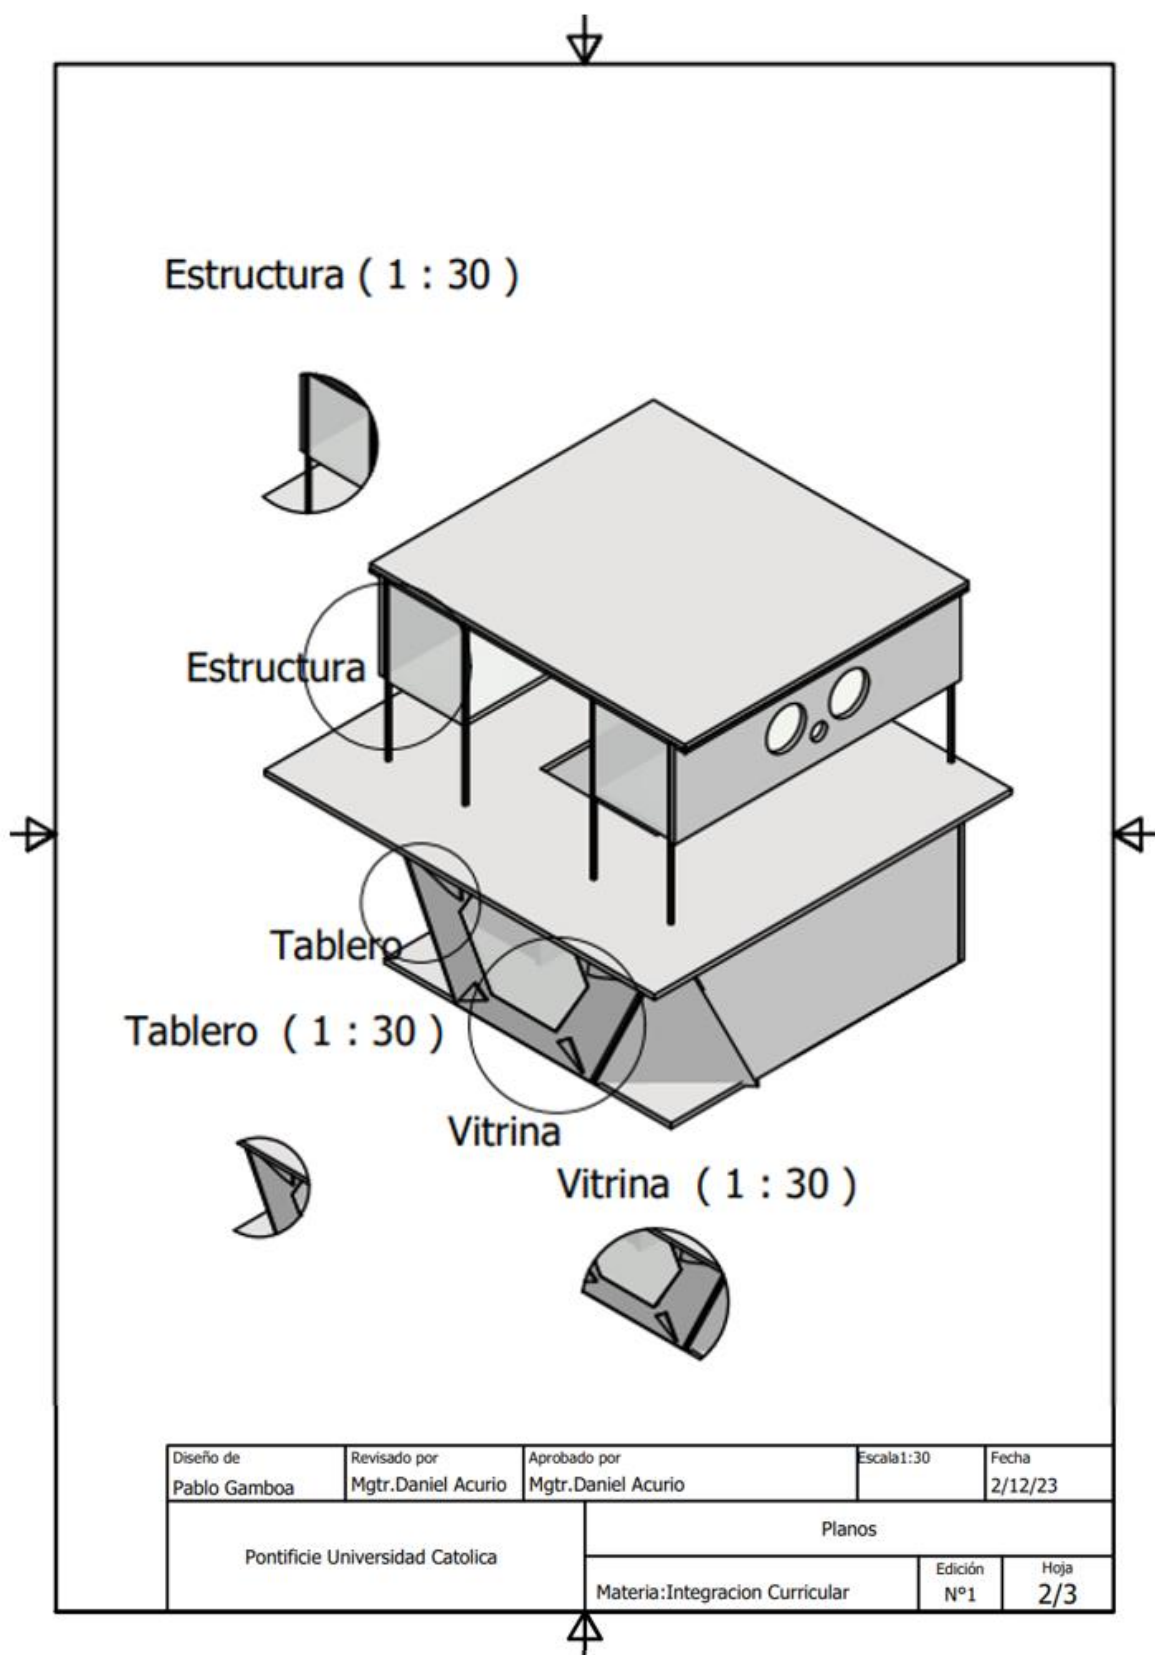 Estructura ( 1 : 30 )
Estructura
Tablero
Tablero ( 1 : 30 )
Vitrina
Vitrina ( 1 : 30 )
Diseño de
Pablo Gamboa
Revisado por
Mgtr.Daniel Acurio
Aprobado por
Mgtr.Daniel Acurio
Escala1:30
Fecha
2/12/23
Pontificie Universidad Catolica
Planos
Materia:Integracion Curricular
Edición
N°1
Hoja
2/3